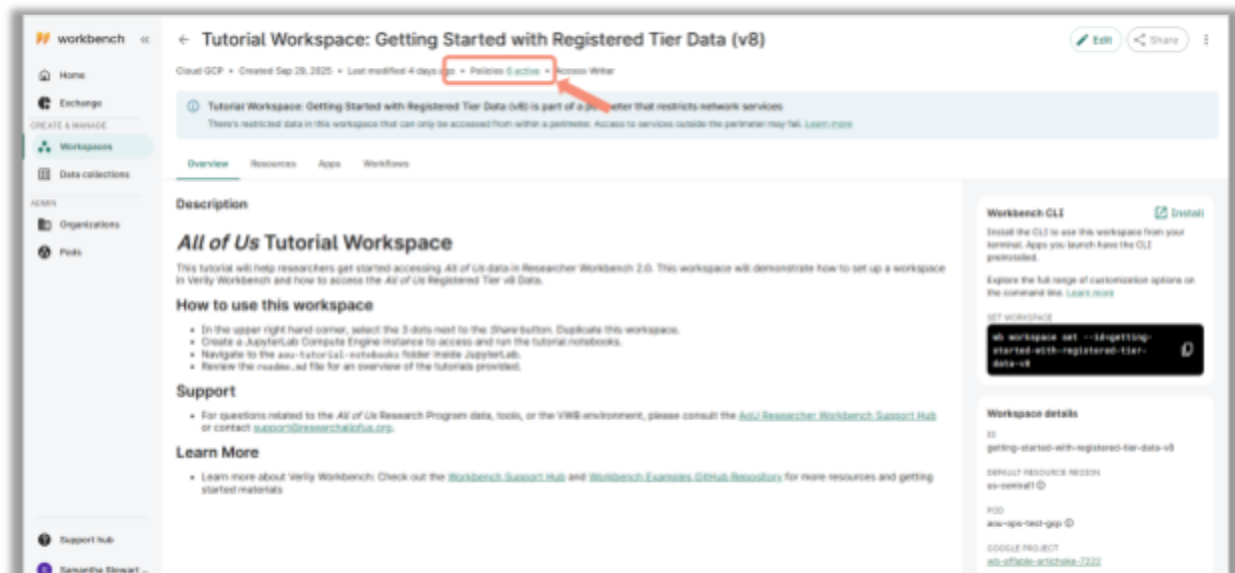 workbench «
Home
Exchange
CREATE & MANAGE
Workspaces
Data collections
ADMIN
Organizations
Pods
Support hub
Samantha Stewart ...
← Tutorial Workspace: Getting Started with Registered Tier Data (v8)
Edit
Share
Cloud GCP • Created Sep 29, 2025 • Last modified 4 days ago • Policies 6 active • Access Writer
Tutorial Workspace: Getting Started with Registered Tier Data (v8) is part of a perimeter that restricts network services
There's restricted data in this workspace that can only be accessed from within a perimeter. Access to services outside the perimeter may fail. Learn more
Overview Resources Apps Workflows
Description
All of Us Tutorial Workspace
This tutorial will help researchers get started accessing All of Us data in Researcher Workbench 2.0. This workspace will demonstrate how to set up a workspace
in Verily Workbench and how to access the All of Us Registered Tier v8 Data.
How to use this workspace
• In the upper right hand corner, select the 3 dots next to the Share button. Duplicate this workspace.
• Create a JupyterLab Compute Engine instance to access and run the tutorial notebooks.
• Navigate to the aou-tutorial-notebooks folder inside JupyterLab.
• Review the readme.md file for an overview of the tutorials provided.
Support
• For questions related to the All of Us Research Program data, tools, or the VWB environment, please consult the AoU Researcher Workbench Support Hub
or contact support@researchallofus.org.
Learn More
• Learn more about Verily Workbench: Check out the Workbench Support Hub and Workbench Examples GitHub Repository for more resources and getting
started materials
Workbench CLI
Install
Install the CLI to use this workspace from your
terminal. Apps you launch have the CLI
preinstalled.
Explore the full range of customization options on
the command line. Learn more
SET WORKSPACE
wb workspace set --id=getting-
started-with-registered-tier-
data-v8
Workspace details
ID
getting-started-with-registered-tier-data-v8
DEFAULT RESOURCE REGION
us-central1
POD
aou-ops-test-gcp
GOOGLE PROJECT
wb-affable-artichoke-7222